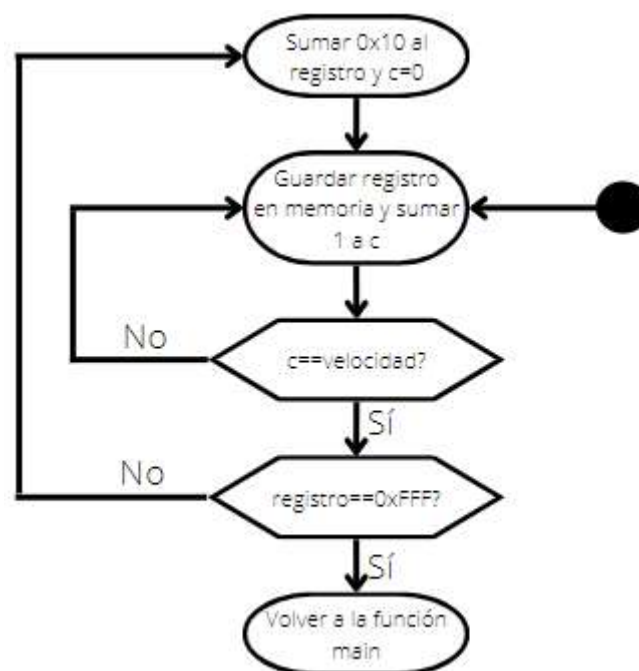 Sumar 0x10 al
registro y c=0
Guardar registro
en memoria y sumar
1 a c
No
c==velocidad?
Sí
No
registro==0xFFF?
Sí
Volver a la función
main